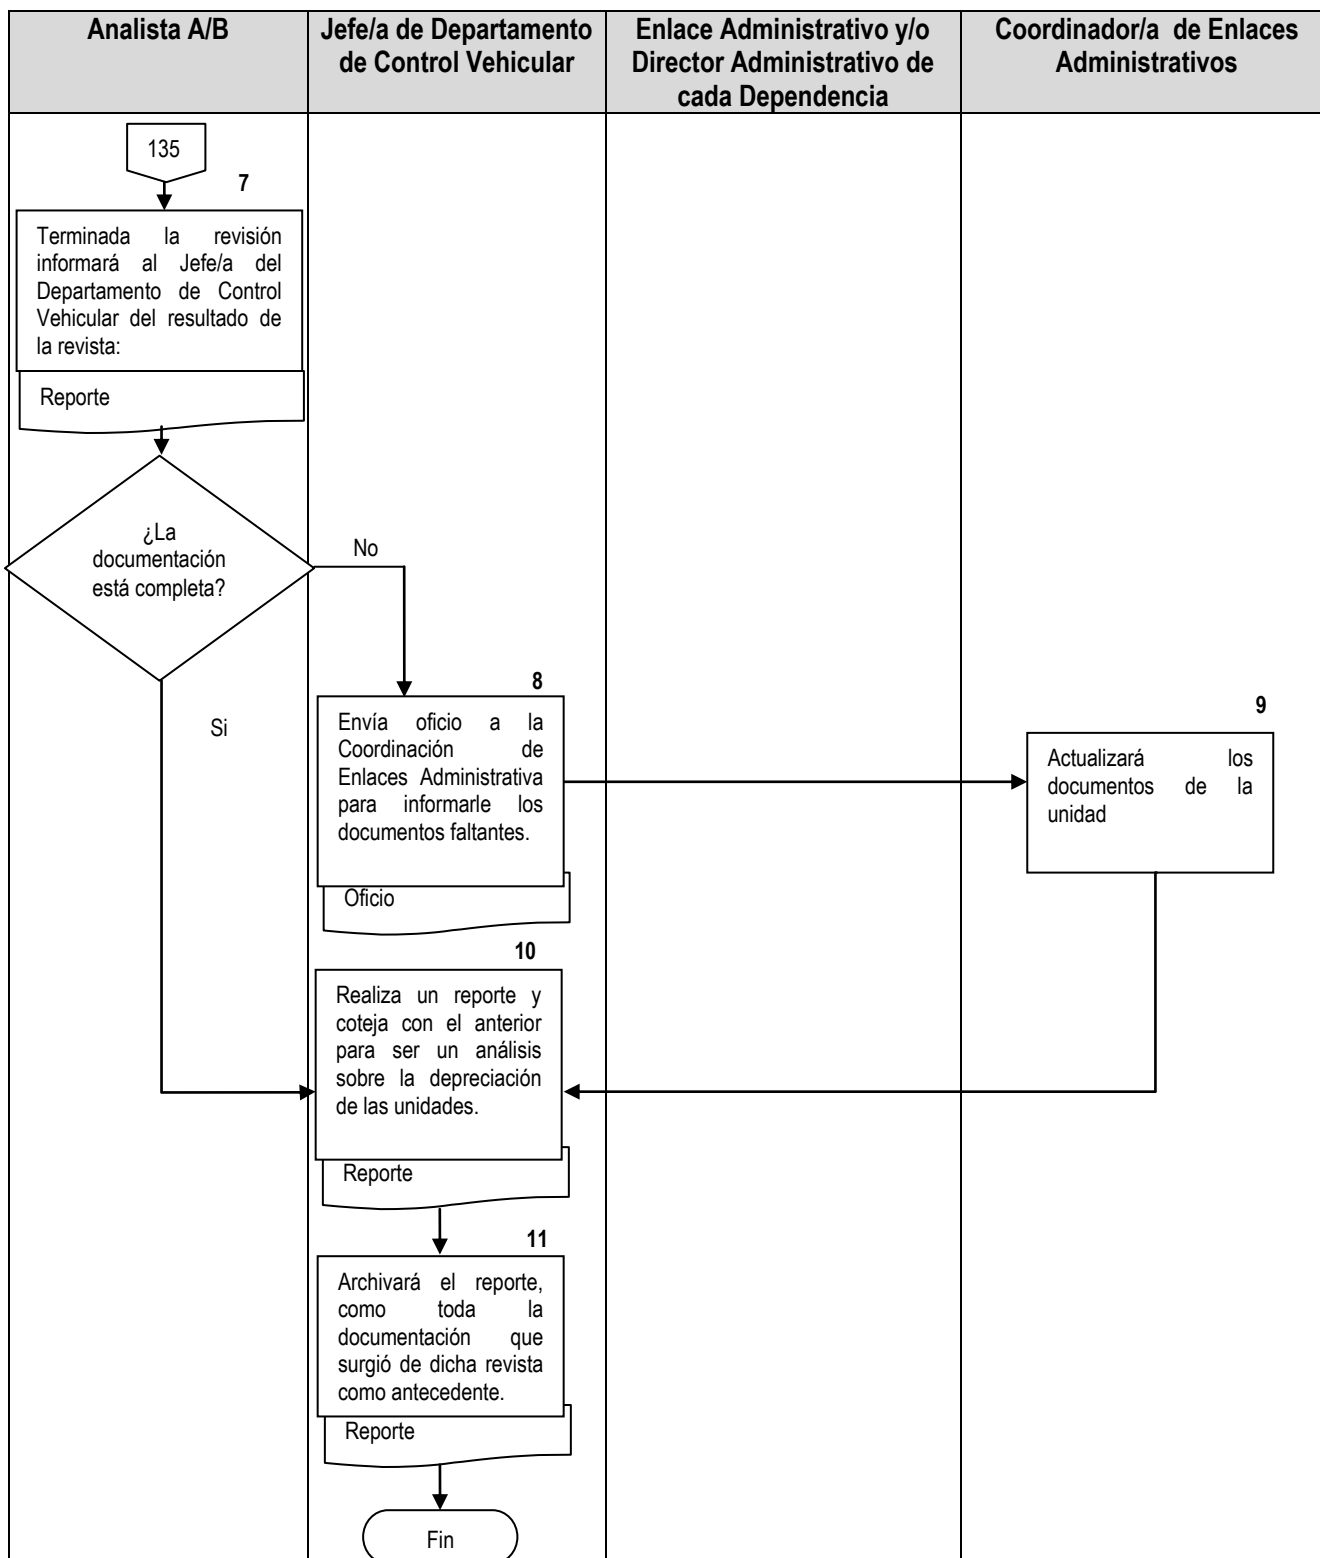 Analista A/B
Jefe/a de Departamento
de Control Vehicular
Enlace Administrativo y/o
Director Administrativo de
cada Dependencia
Coordinador/a de Enlaces
Administrativos
135
7
Terminada la revisión
informará al Jefe/a del
Departamento de Control
Vehicular del resultado de
la revista:
Reporte
¿La
documentación
está completa?
No
Si
8
Envía oficio a la
Coordinación de
Enlaces Administrativa
para informarle los
documentos faltantes.
Oficio
9
Actualizará los
documentos de la
unidad
10
Realiza un reporte y
coteja con el anterior
para ser un análisis
sobre la depreciación
de las unidades.
Reporte
11
Archivará el reporte,
como toda la
documentación que
surgió de dicha revista
como antecedente.
Reporte
Fin